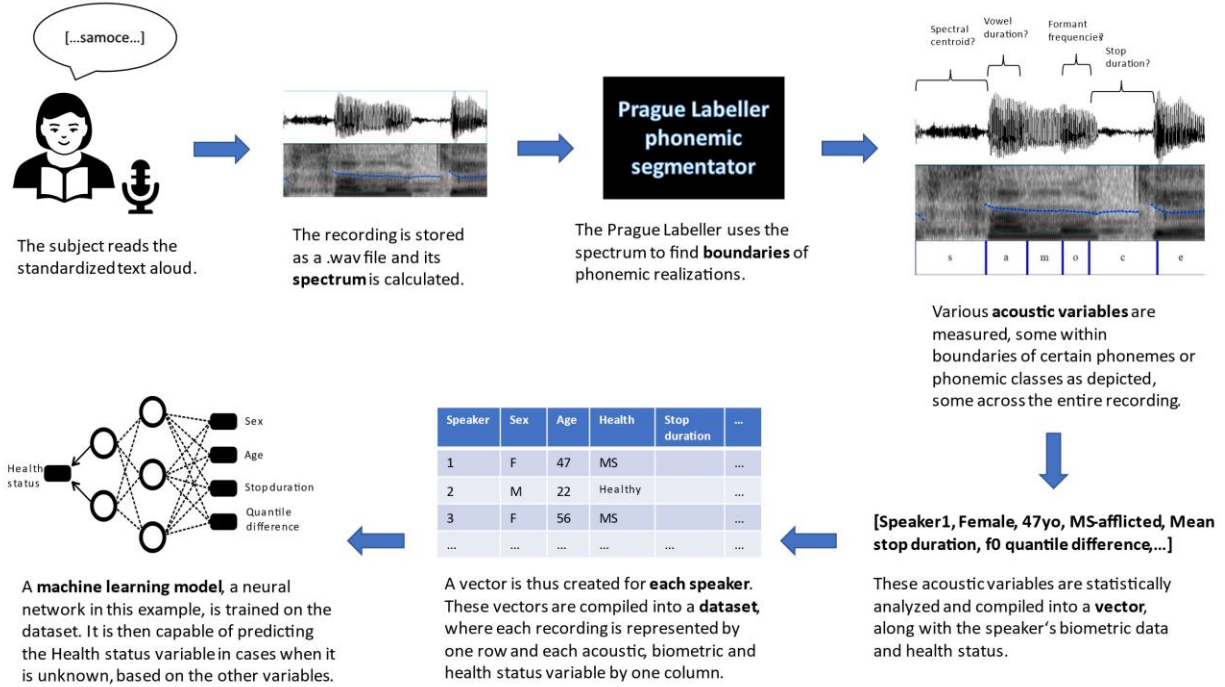 [...samoce...]
The subject reads the
standardized text aloud.
The recording is stored
as a .wav file and its
spectrum is calculated.
Prague Labeller
phonemic
segmentator
The Prague Labeller uses the
spectrum to find boundaries of
phonemic realizations.
Spectral
centroid?
Vowel
duration?
Formant
frequencies?
Stop
duration?
s a m o c e
Various acoustic variables are
measured, some within
boundaries of certain phonemes or
phonemic classes as depicted,
some across the entire recording.
[Speaker1, Female, 47yo, MS-afflicted, Mean
stop duration, f0 quantile difference,...]
These acoustic variables are statistically
analyzed and compiled into a vector,
along with the speaker‘s biometric data
and health status.
Speaker Sex Age Health Stop duration ...
1 F 47 MS ...
2 M 22 Healthy ...
3 F 56 MS ...
... ... ... ... ... ...
A vector is thus created for each speaker.
These vectors are compiled into a dataset,
where each recording is represented by
one row and each acoustic, biometric and
health status variable by one column.
Health
status
Sex
Age
Stop duration
Quantile
difference
A machine learning model, a neural
network in this example, is trained on the
dataset. It is then capable of predicting
the Health status variable in cases when it
is unknown, based on the other variables.